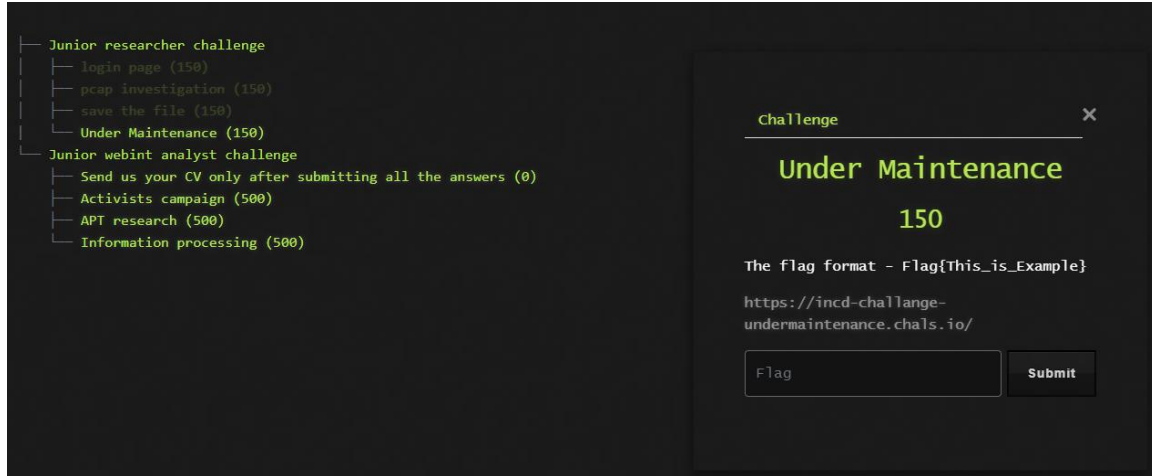 Junior researcher challenge
login page (150)
pcap investigation (150)
save the file (150)
Under Maintenance (150)
Junior webint analyst challenge
Send us your CV only after submitting all the answers (0)
Activists campaign (500)
APT research (500)
Information processing (500)
Challenge
×
Under Maintenance
150
The flag format - Flag{This_is_Example}
https://incd-challange-
undermaintenance.chals.io/
Flag
Submit